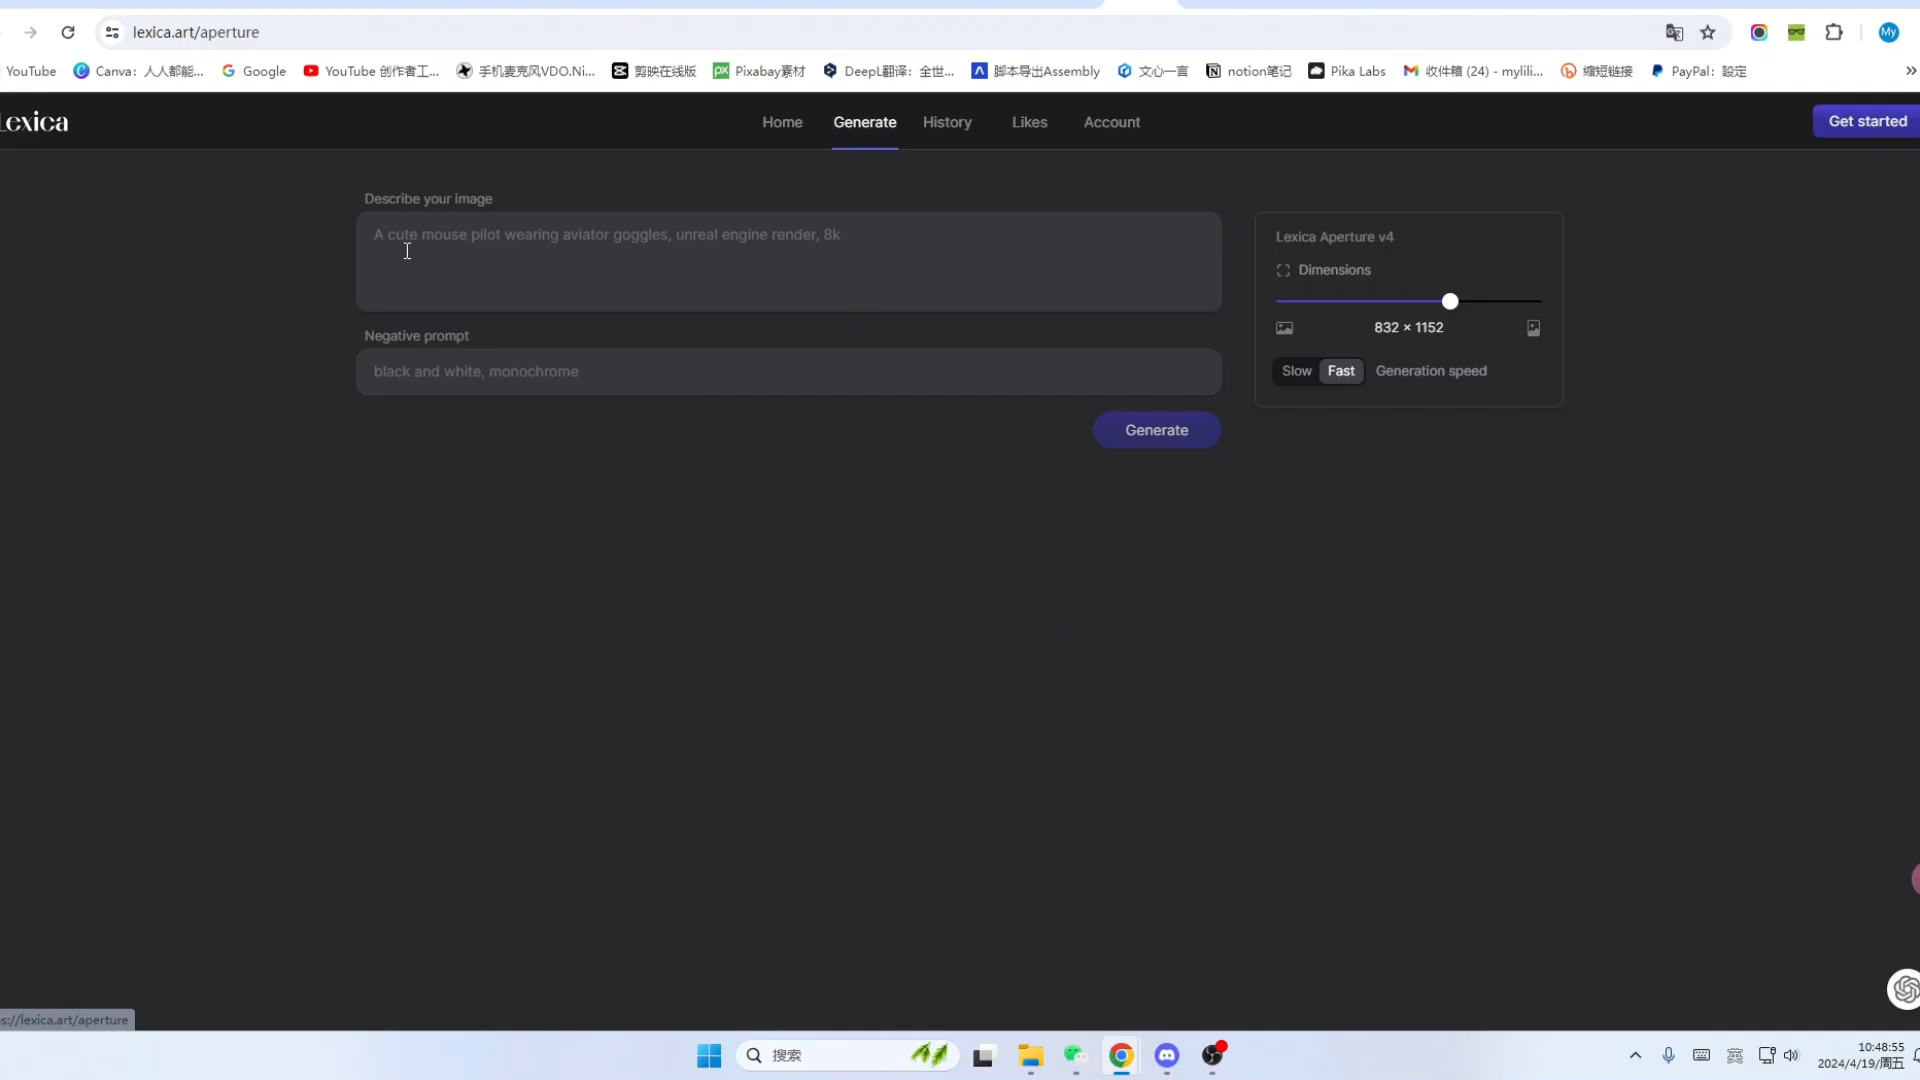 lexica.art/aperture
My
YouTube
Canva：人人都能...
Google
YouTube 创作者工...
手机麦克风VDO.Ni...
剪映在线版
Pixabay素材
DeepL翻译：全世...
脚本导出Assembly
文心一言
notion笔记
Pika Labs
收件箱 (24) - mylili...
缩短链接
PayPal：設定
Lexica
Home
Generate
History
Likes
Account
Get started
Describe your image
A cute mouse pilot wearing aviator goggles, unreal engine render, 8k
Negative prompt
black and white, monochrome
Generate
Lexica Aperture v4
Dimensions
832 × 1152
Slow
Fast
Generation speed
s://lexica.art/aperture
搜索
英
10:48:55
2024/4/19/周五